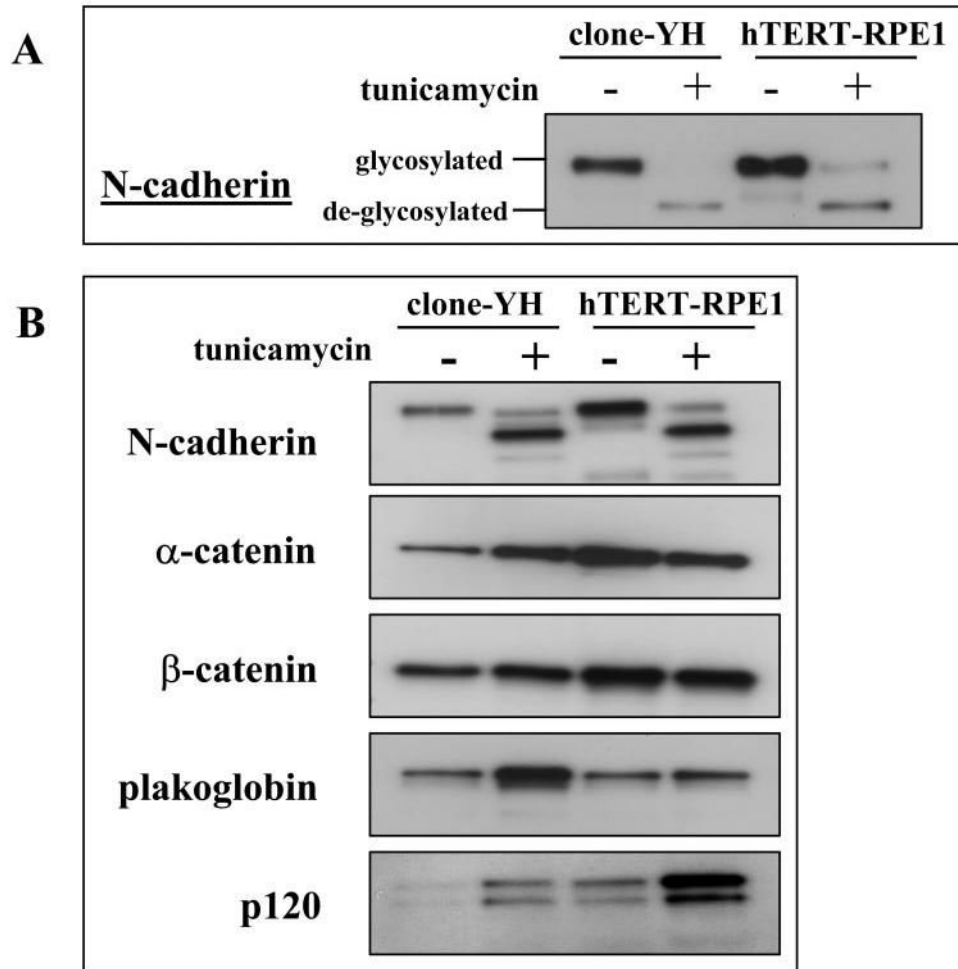 A
clone-YH hTERT-RPE1
tunicamycin - + - +
glycosylated
N-cadherin
de-glycosylated
B
clone-YH hTERT-RPE1
tunicamycin - + - +
N-cadherin
α-catenin
β-catenin
plakoglobin
p120